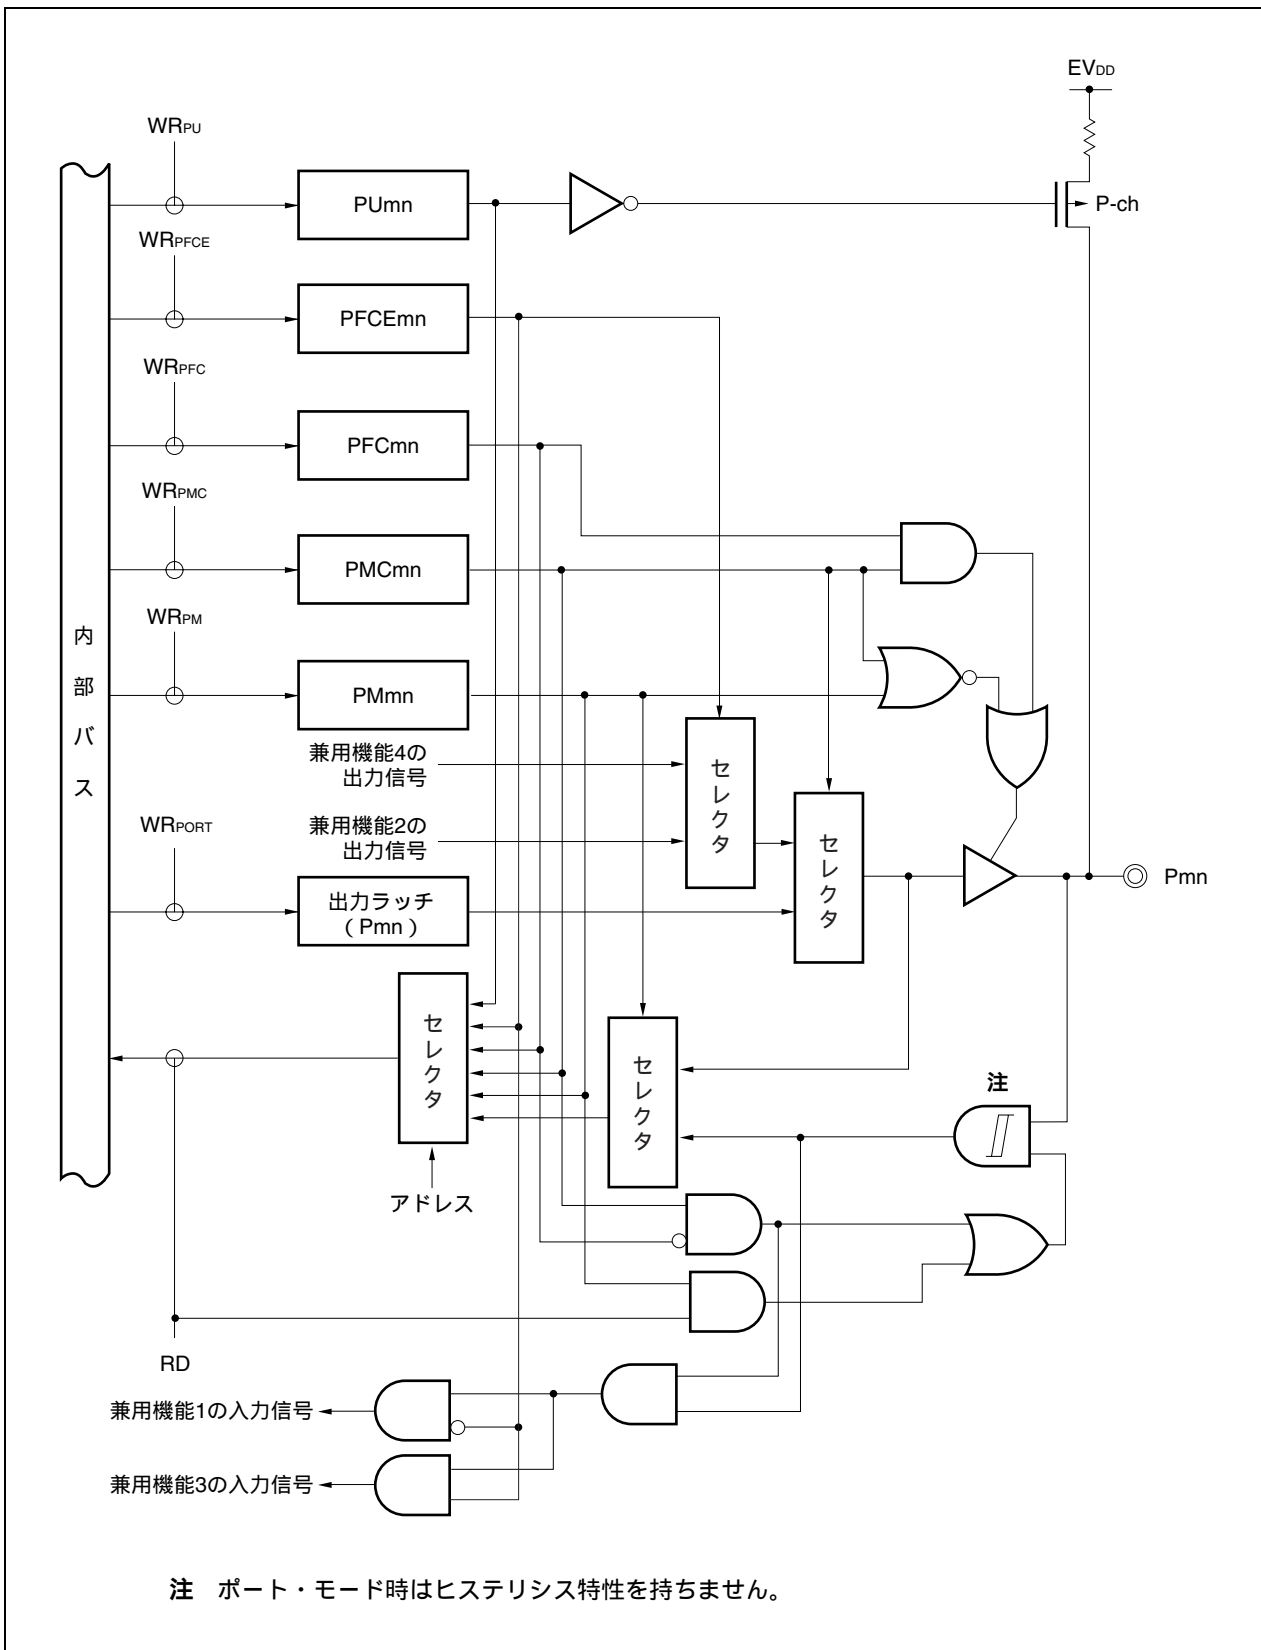 EVDD
WRPU
PUmn
P-ch
WRPFCE
PFCEmn
WRPFC
PFCmn
WRPMC
PMCmn
WRPM
PMmn
内部バス
兼用機能4の
出力信号
セレクタ
兼用機能2の
出力信号
セレクタ
WRPORT
出力ラッチ
（Pmn）
Pmn
セレクタ
セレクタ
注
アドレス
RD
兼用機能1の入力信号
兼用機能3の入力信号
注　ポート・モード時はヒステリシス特性を持ちません。